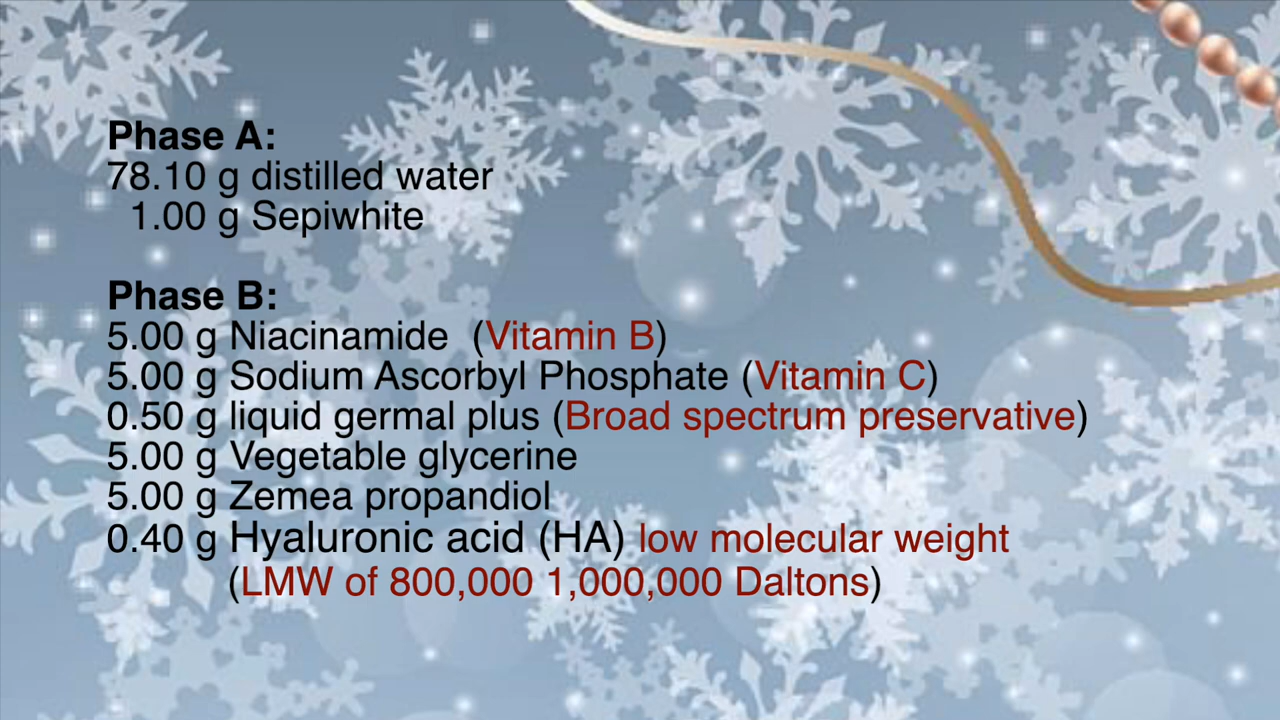 Phase A:
78.10 g distilled water
1.00 g Sepiwhite
Phase B:
5.00 g Niacinamide (Vitamin B)
5.00 g Sodium Ascorbyl Phosphate (Vitamin C)
0.50 g liquid germal plus (Broad spectrum preservative)
5.00 g Vegetable glycerine
5.00 g Zemea propandiol
0.40 g Hyaluronic acid (HA) low molecular weight
(LMW of 800,000 1,000,000 Daltons)